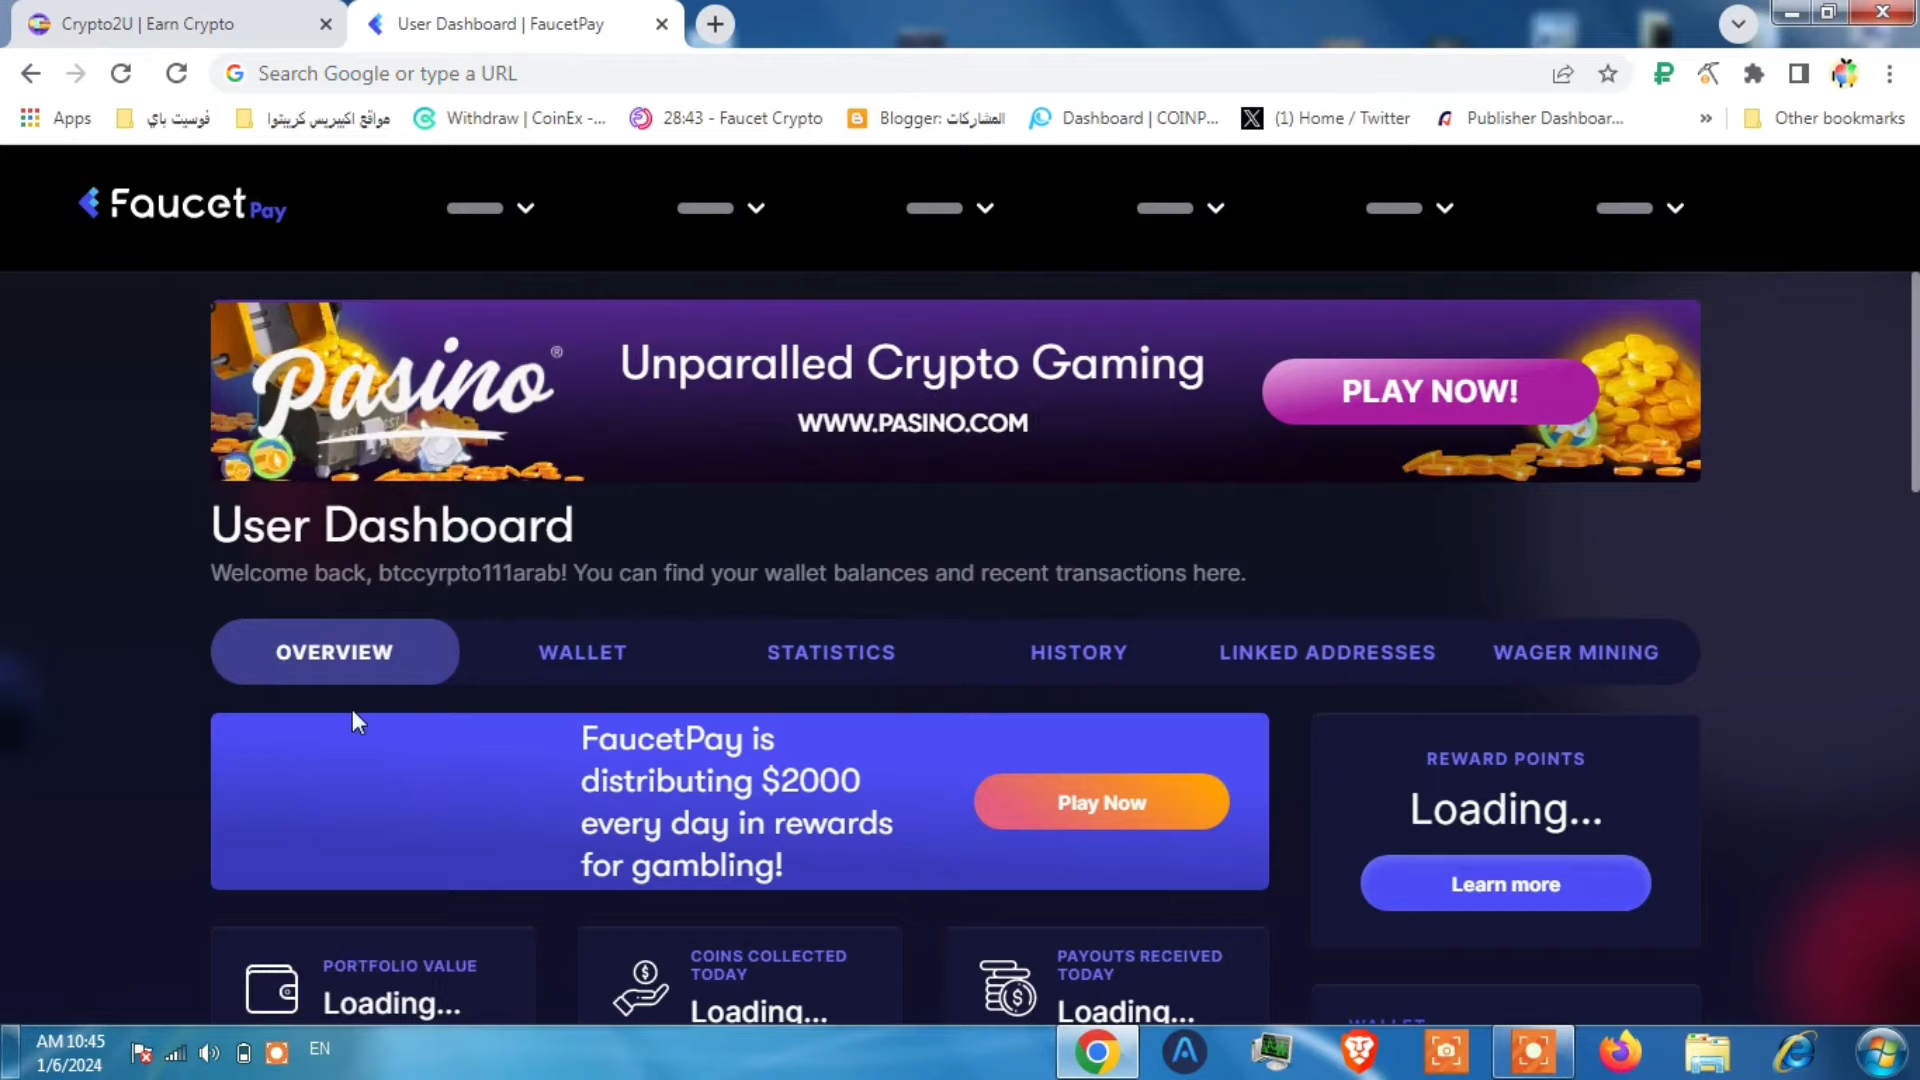 Crypto2U | Earn Crypto
User Dashboard | FaucetPay
Search Google or type a URL
Apps
فوسيت باي
مواقع اكبيريس كريبتوا
Withdraw | CoinEx -...
28:43 - Faucet Crypto
Blogger: المشاركات
Dashboard | COINP...
(1) Home / Twitter
Publisher Dashboar...
Other bookmarks
FaucetPay
Pasino®
Unparalled Crypto Gaming
WWW.PASINO.COM
PLAY NOW!
User Dashboard
Welcome back, btccyrpto111arab! You can find your wallet balances and recent transactions here.
OVERVIEW
WALLET
STATISTICS
HISTORY
LINKED ADDRESSES
WAGER MINING
FaucetPay is
distributing $2000
every day in rewards
for gambling!
Play Now
REWARD POINTS
Loading...
Learn more
PORTFOLIO VALUE
Loading...
COINS COLLECTED
TODAY
Loading...
PAYOUTS RECEIVED
TODAY
Loading...
AM 10:45
1/6/2024
EN